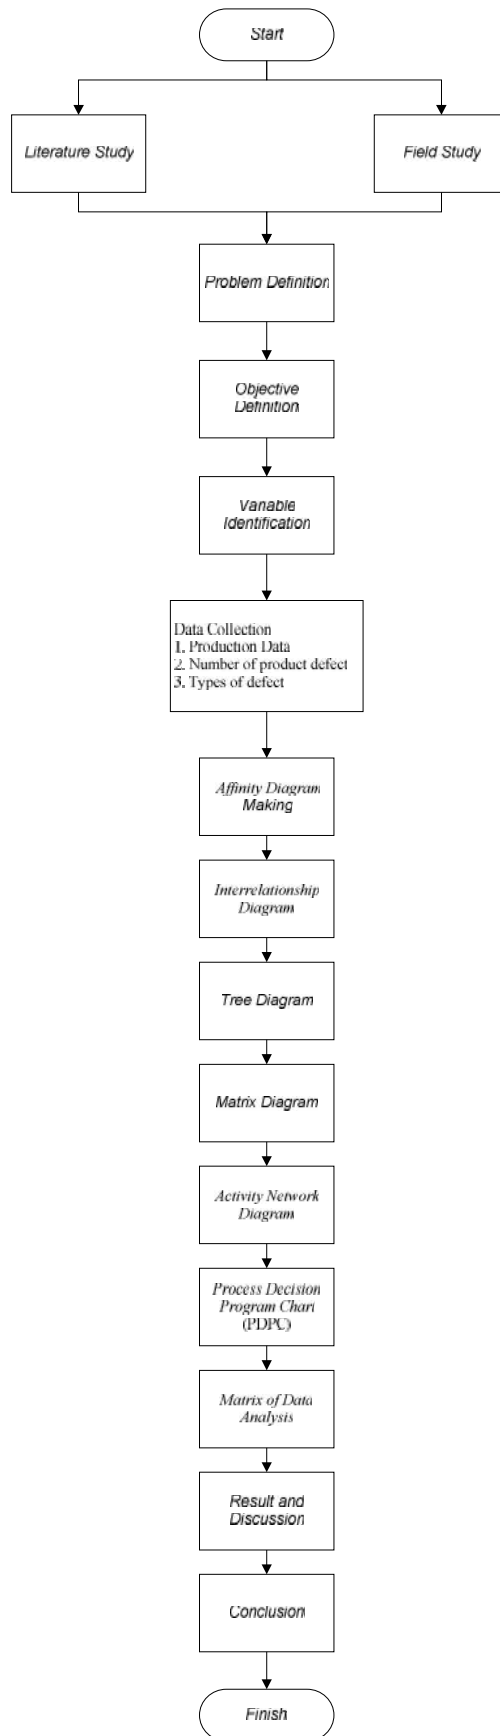 Start
Literature Study
Field Study
Problem Definition
Objective
Definition
Variable
Identification
Data Collection
1. Production Data
2. Number of product defect
3. Types of defect
Affinity Diagram
Making
Interrelationship
Diagram
Tree Diagram
Matrix Diagram
Activity Network
Diagram
Process Decision
Program Chart
(PDPC)
Matrix of Data
Analysis
Result and
Discussion
Conclusion
Finish